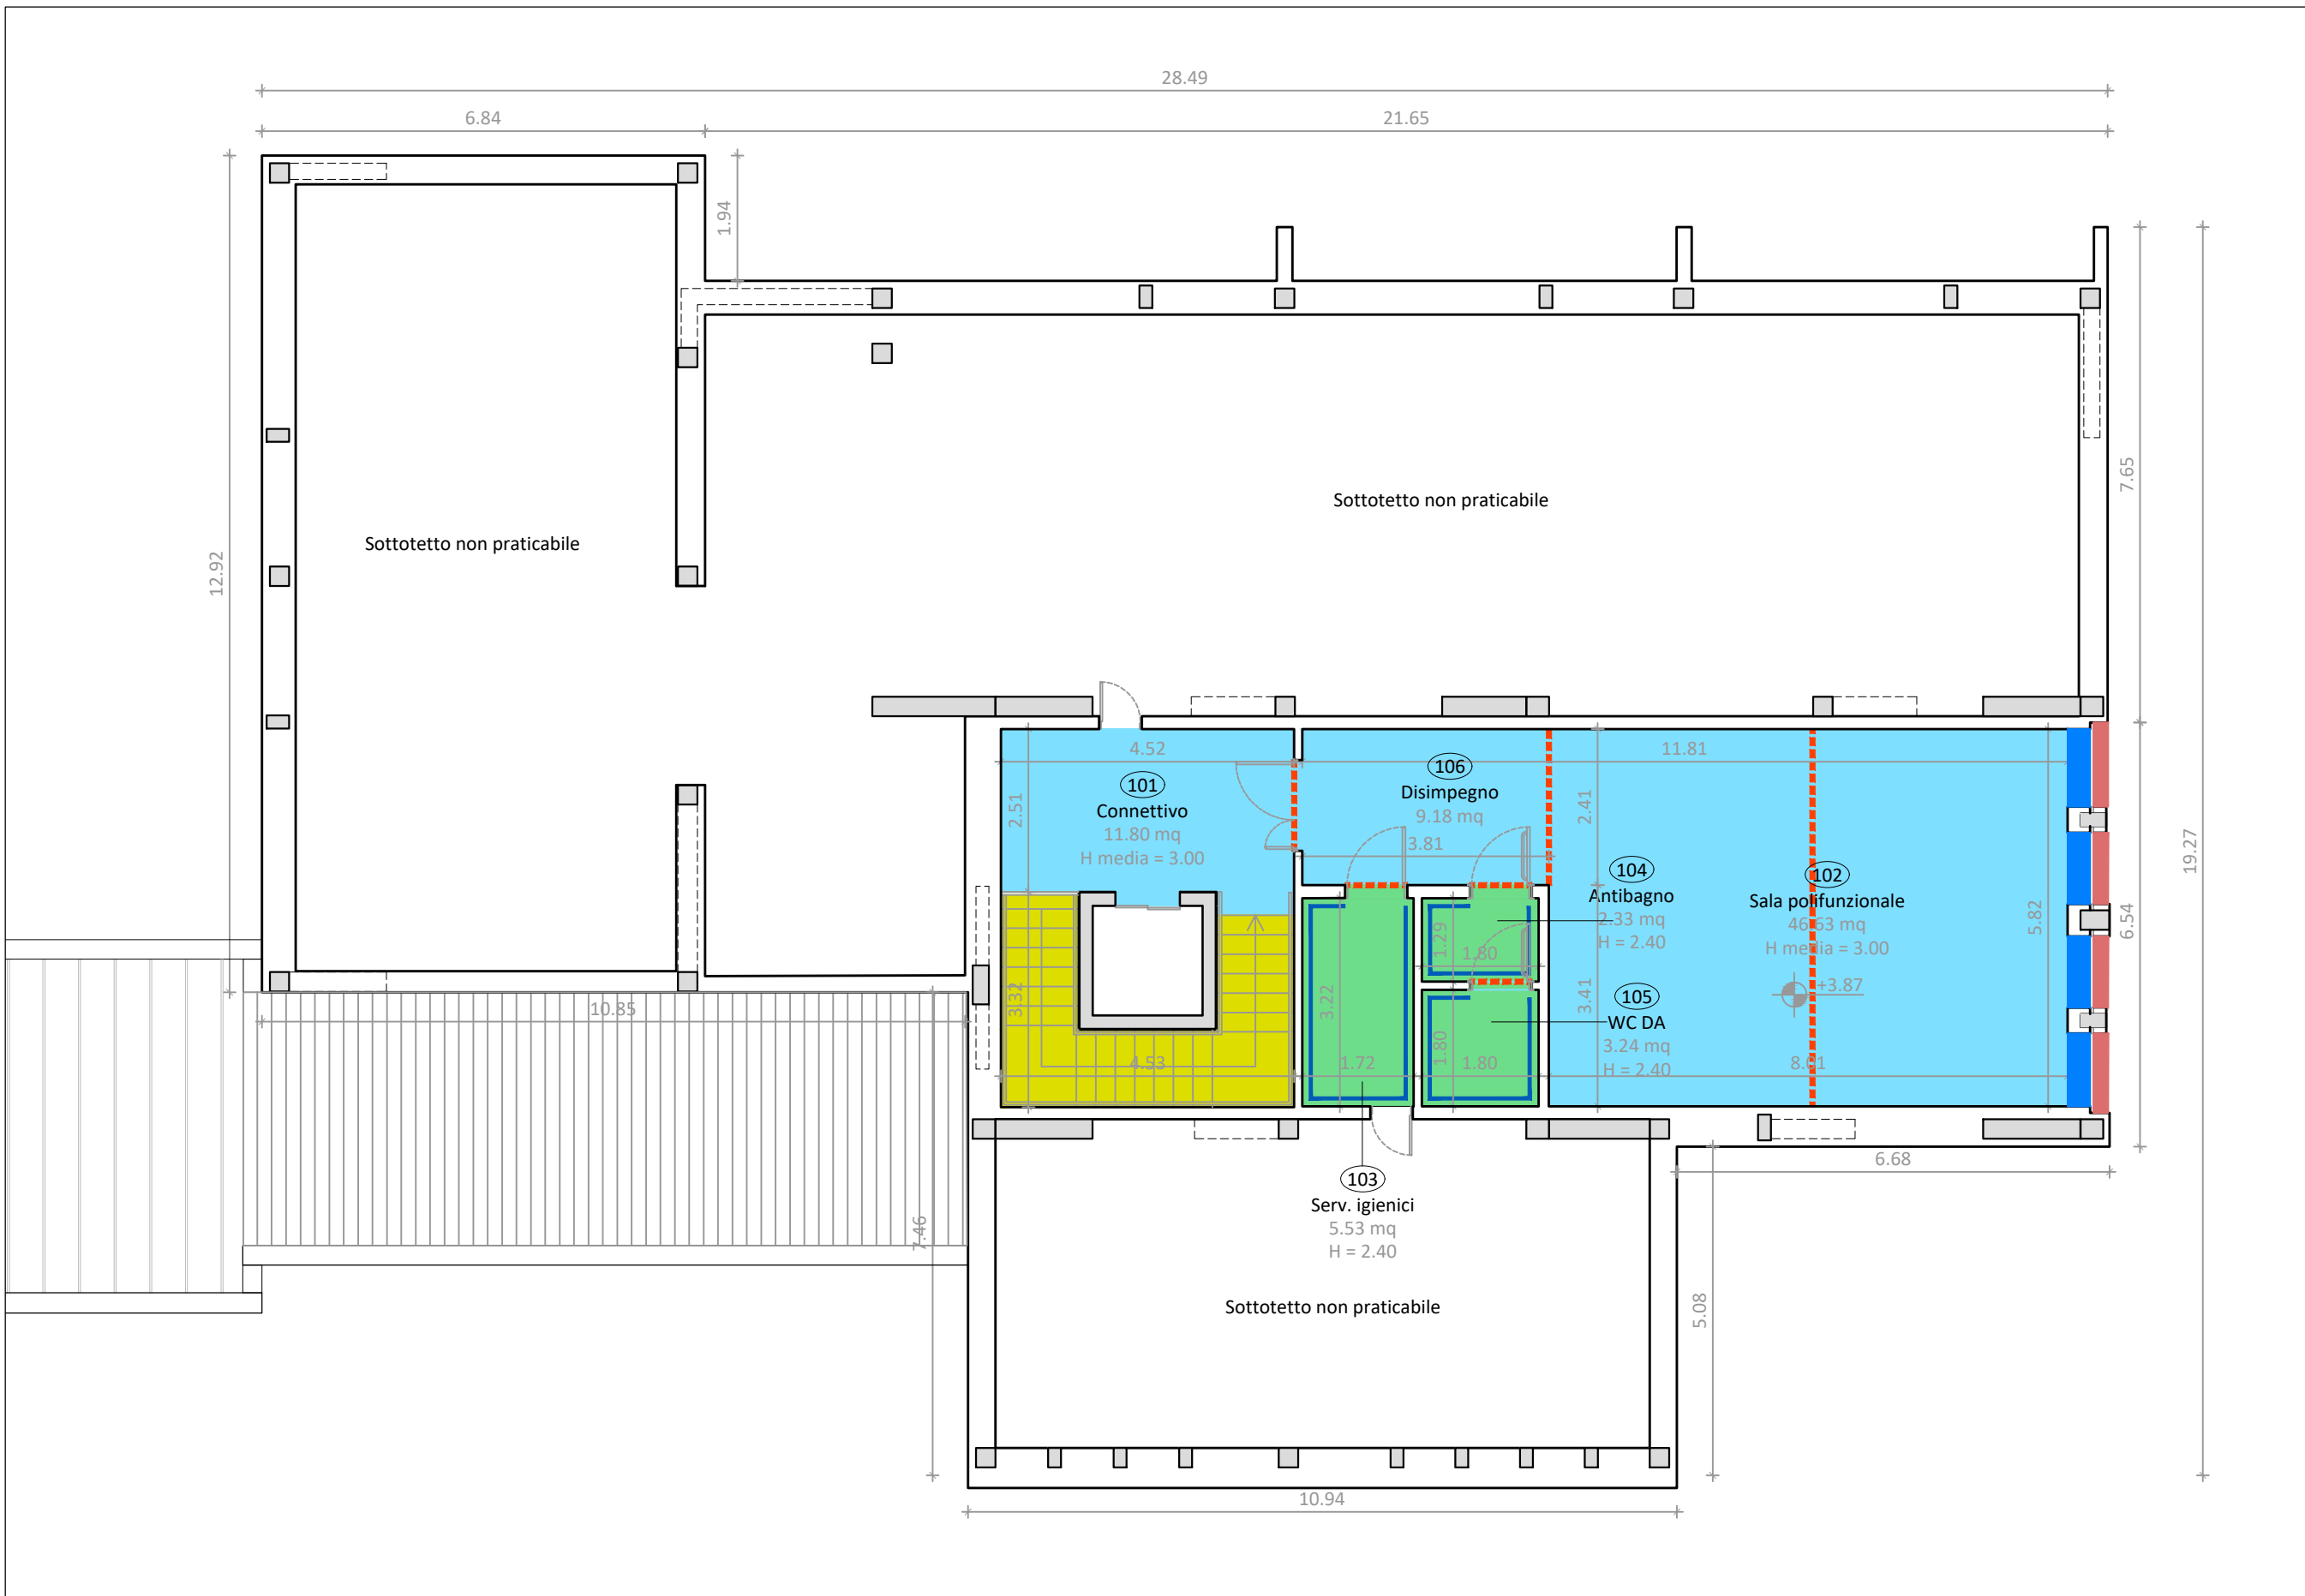 28.49
6.84
21.65
1.94
7.65
12.92
Sottotetto non praticabile
Sottotetto non praticabile
4.52
11.81
101
Connettivo
11.80 mq
H media = 3.00
2.51
106
Disimpegno
9.18 mq
3.81
2.41
104
Antibagno
2.33 mq
H = 2.40
102
Sala polifunzionale
46.63 mq
H media = 3.00
+3.87
5.82
6.54
19.27
1.29
1.80
105
WC DA
3.24 mq
H = 2.40
3.32
3.22
3.41
10.85
4.53
1.72
1.80
1.80
8.01
103
Serv. igienici
5.53 mq
H = 2.40
6.68
7.46
5.08
Sottotetto non praticabile
10.94